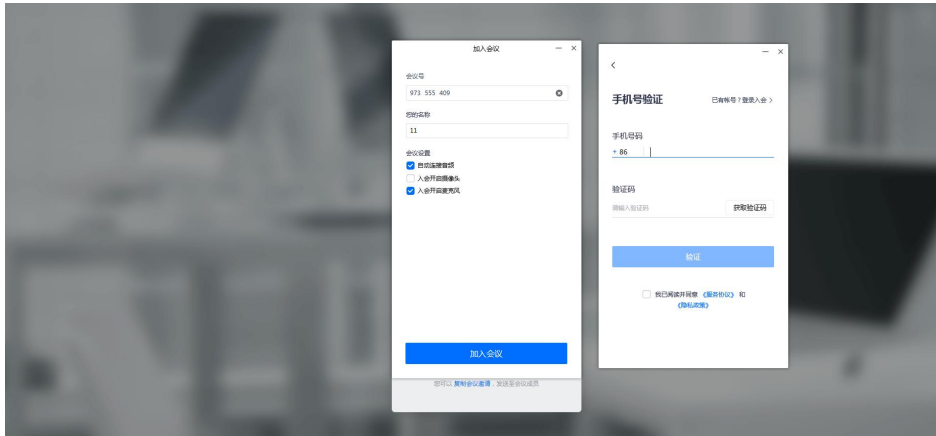 加入会议
会议号
973 555 409
您的名称
11
会议设置
自动连接音频
入会开启摄像头
入会开启麦克风
加入会议
您可以 复制会议邀请，发送至会议成员
手机号验证
已有帐号？登录入会 >
手机号码
+ 86
验证码
请输入验证码
获取验证码
验证
我已阅读并同意 《服务协议》 和
《隐私政策》